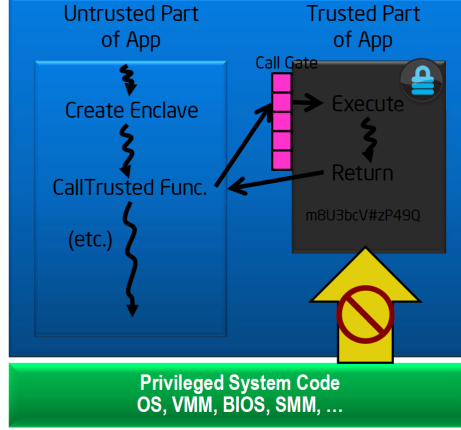 Untrusted Part
of App
Trusted Part
of App
Call Gate
Create Enclave
Execute
CallTrusted Func.
Return
m8U3bcV#zP49Q
(etc.)
Privileged System Code
OS, VMM, BIOS, SMM, …